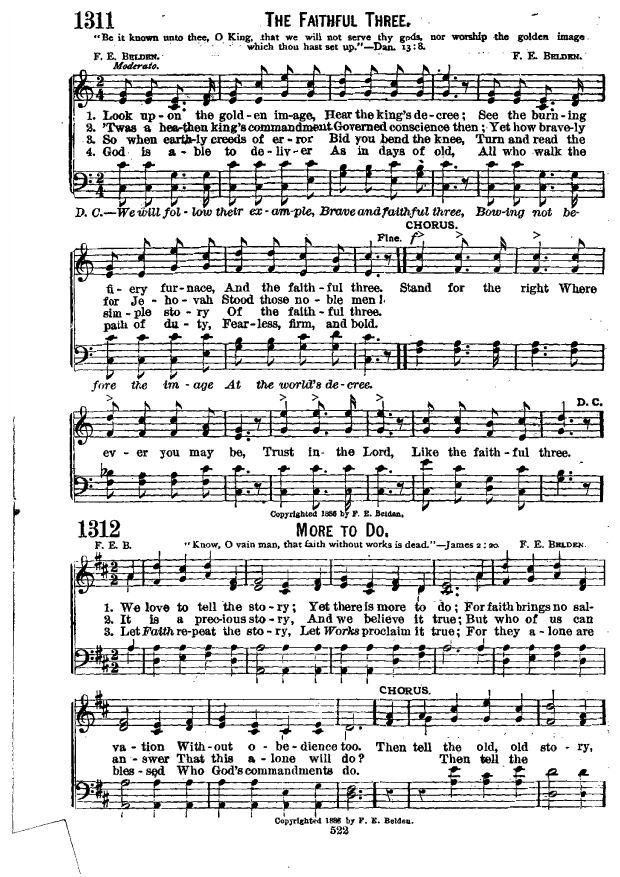 1311
THE FAITHFUL THREE.
"Be it known unto thee, O King, that we will not serve thy gods, nor worship the golden image
which thou hast set up."—Dan. 13:8.
F. E. BELDEN. F. E. BELDEN.
Moderato.
1. Look up-on the gold-en im-age, Hear the king's de-cree; See the burn-ing
2. 'Twas a hea-then king's commandment Governed conscience then; Yet how brave-ly
3. So when earth-ly creeds of er-ror Bid you bend the knee, Turn and read the
4. God is a-ble to de-liv-er As in days of old, All who walk the
D. C.—We will fol-low their ex-am-ple, Brave and faithful three, Bow-ing not be-
Fine. CHORUS.
fi-ery fur-nace, And the faith-ful three. Stand for the right Where
for Je-ho-vah Stood those no-ble men!
sim-ple sto-ry Of the faith-ful three.
path of du-ty, Fear-less, firm, and bold.
fore the im-age At the world's de-cree.
D. C.
ev-er you may be, Trust in the Lord, Like the faith-ful three.
Copyrighted 1886 by F. E. Belden.
1312
MORE TO DO.
F. E. B. "Know, O vain man, that faith without works is dead."—James 2:20. F. E. BELDEN.
1. We love to tell the sto-ry; Yet there is more to do; For faith brings no sal-
2. It is a prec-ious sto-ry, And we believe it true; But who of us can
3. Let Faith re-peat the sto-ry, Let Works proclaim it true; For they a-lone are
CHORUS.
va-tion With-out o-be-dience too. Then tell the old, old sto-ry,
an-swer That this a-lone will do? Then tell the
bles-sed Who God's commandments do.
Copyrighted 1886 by F. E. Belden.
522